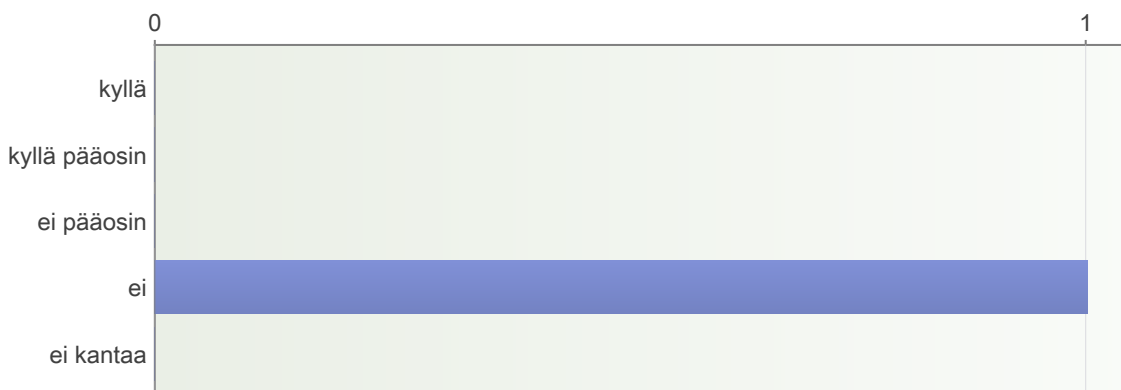 0 1
kyllä
kyllä pääosin
ei pääosin
ei
ei kantaa